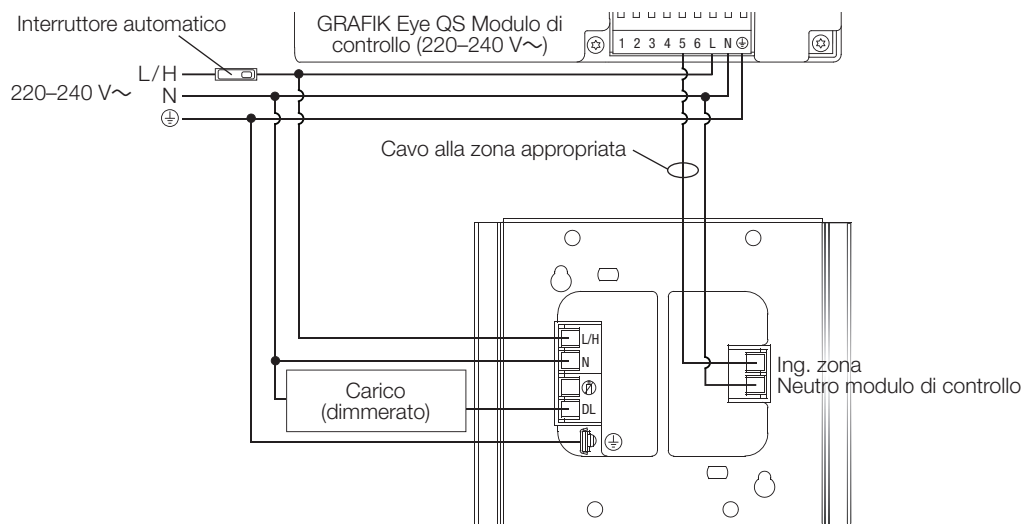 Interruttore automatico
GRAFIK Eye QS Modulo di
controllo (220–240 V~)
1 2 3 4 5 6 L N
L/H
220–240 V~
N
Cavo alla zona appropriata
L/H
N
DL
Carico
(dimmerato)
Ing. zona
Neutro modulo di controllo